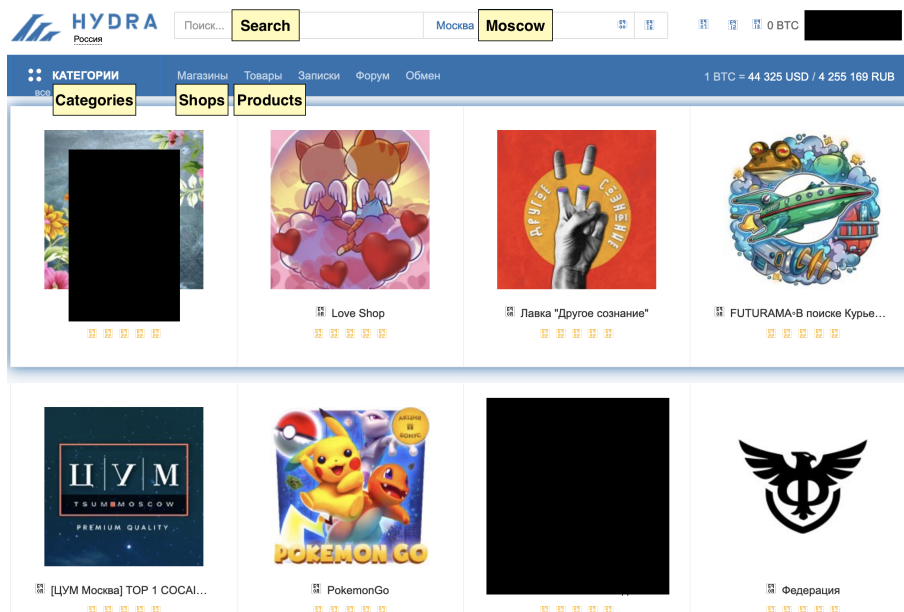 HYDRA
Россия
Поиск... Search
Москва Moscow
0 BTC
КАТЕГОРИИ
Магазины Товары Записки Форум Обмен
1 BTC = 44 325 USD / 4 255 169 RUB
все
Categories Shops Products
ДРУГОЕ СОЗНАНИЕ
Love Shop
Лавка "Другое сознание"
FUTURAMA•В поиске Курье...
ЦУМ
TSUM MOSCOW
PREMIUM QUALITY
POKEMON GO
[ЦУМ Москва] TOP 1 COCAI...
PokemonGo
Федерация